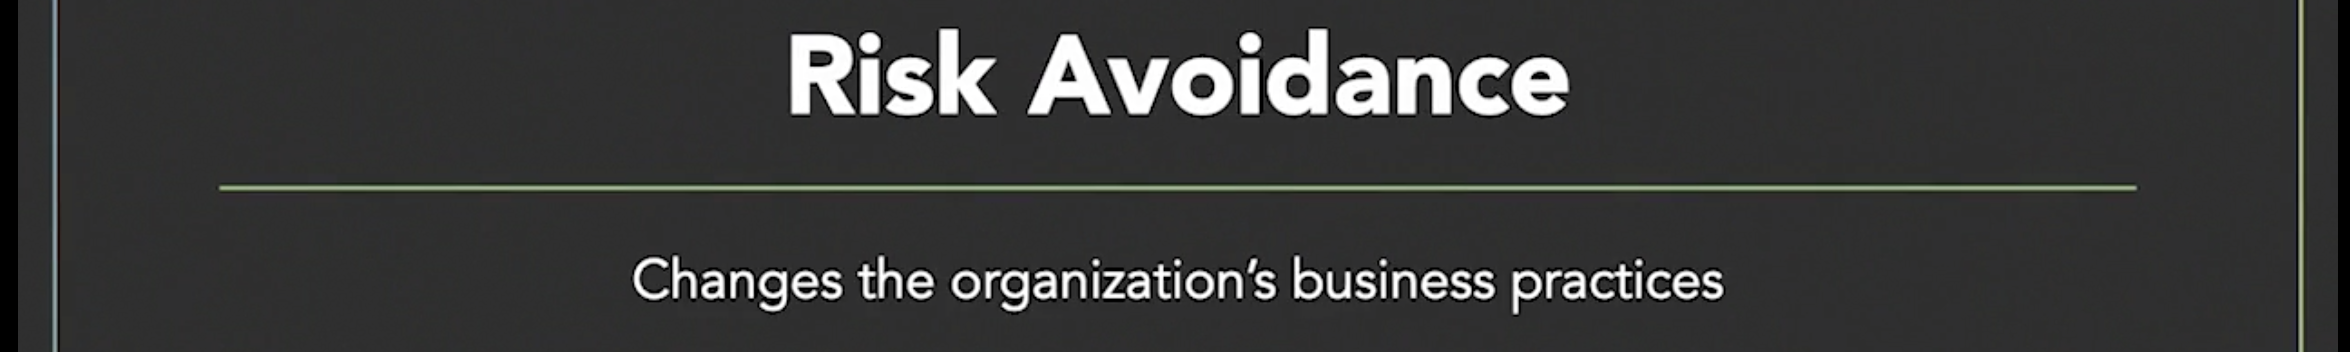 Risk Avoidance
Changes the organization’s business practices